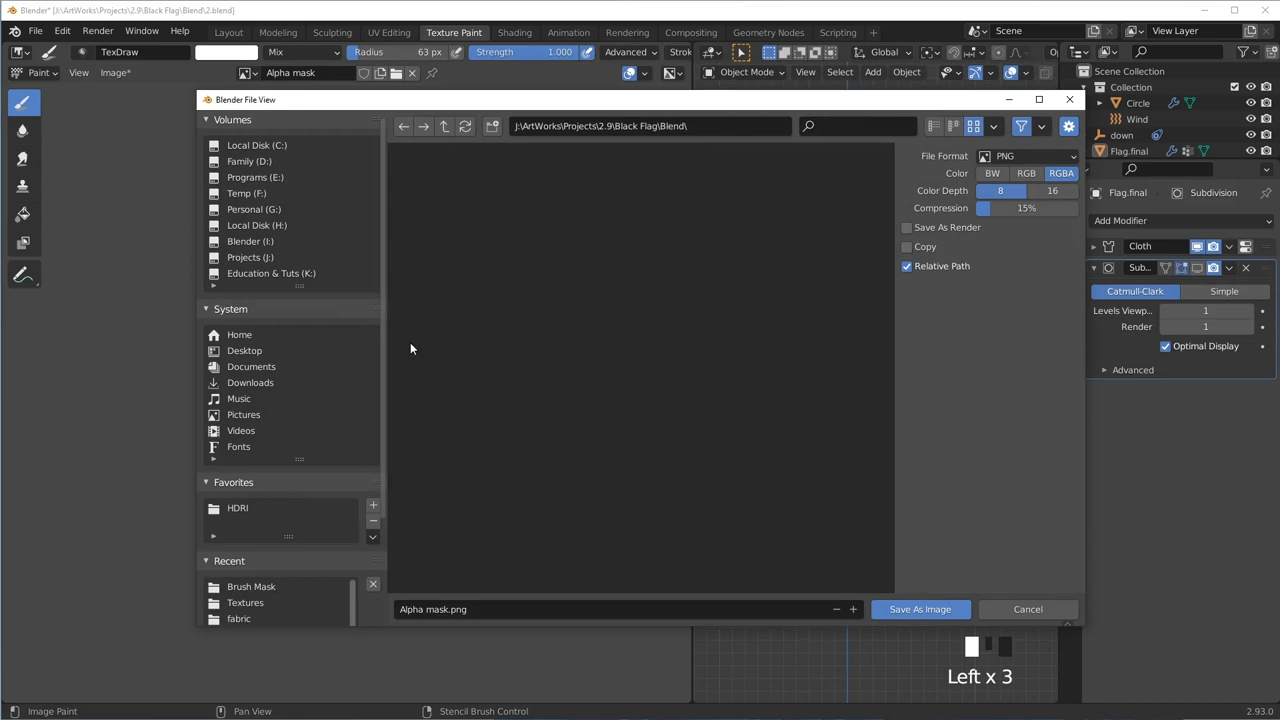 Blender* [J:\ArtWorks\Projects\2.9\Black Flag\Blend\2.blend]
File Edit Render Window Help Layout Modeling Sculpting UV Editing Texture Paint Shading Animation Rendering Compositing Geometry Nodes Scripting + Scene View Layer
TexDraw Mix Radius 63 px Strength 1.000 Advanced Strok Global
Paint View Image* Alpha mask Object Mode View Select Add Object
Scene Collection
Collection
Circle
Wind
down
Flag.final
Flag.final Subdivision
Add Modifier
Cloth
Sub...
Catmull-Clark Simple
Levels Viewp... 1
Render 1
Optimal Display
Advanced
Blender File View
Volumes
J:\ArtWorks\Projects\2.9\Black Flag\Blend\
Local Disk (C:)
Family (D:)
Programs (E:)
Temp (F:)
Personal (G:)
Local Disk (H:)
Blender (I:)
Projects (J:)
Education & Tuts (K:)
System
Home
Desktop
Documents
Downloads
Music
Pictures
Videos
Fonts
Favorites
HDRI
Recent
Brush Mask
Textures
fabric
File Format PNG
Color BW RGB RGBA
Color Depth 8 16
Compression 15%
Save As Render
Copy
Relative Path
Alpha mask.png Save As Image Cancel
Left x 3
Image Paint Pan View Stencil Brush Control 2.93.0